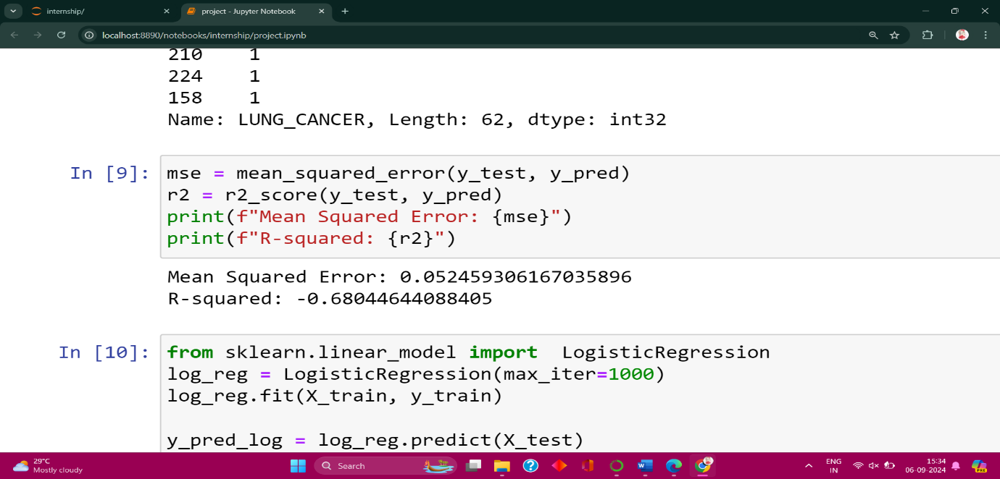 internship/
project - Jupyter Notebook
localhost:8890/notebooks/internship/project.ipynb
210 1
224 1
158 1
Name: LUNG_CANCER, Length: 62, dtype: int32
In [9]:
mse = mean_squared_error(y_test, y_pred)
r2 = r2_score(y_test, y_pred)
print(f"Mean Squared Error: {mse}")
print(f"R-squared: {r2}")
Mean Squared Error: 0.052459306167035896
R-squared: -0.68044644088405
In [10]:
from sklearn.linear_model import  LogisticRegression
log_reg = LogisticRegression(max_iter=1000)
log_reg.fit(X_train, y_train)
y_pred_log = log_reg.predict(X_test)
29°C
Mostly cloudy
Search
ENG
IN
15:34
06-09-2024
PRE